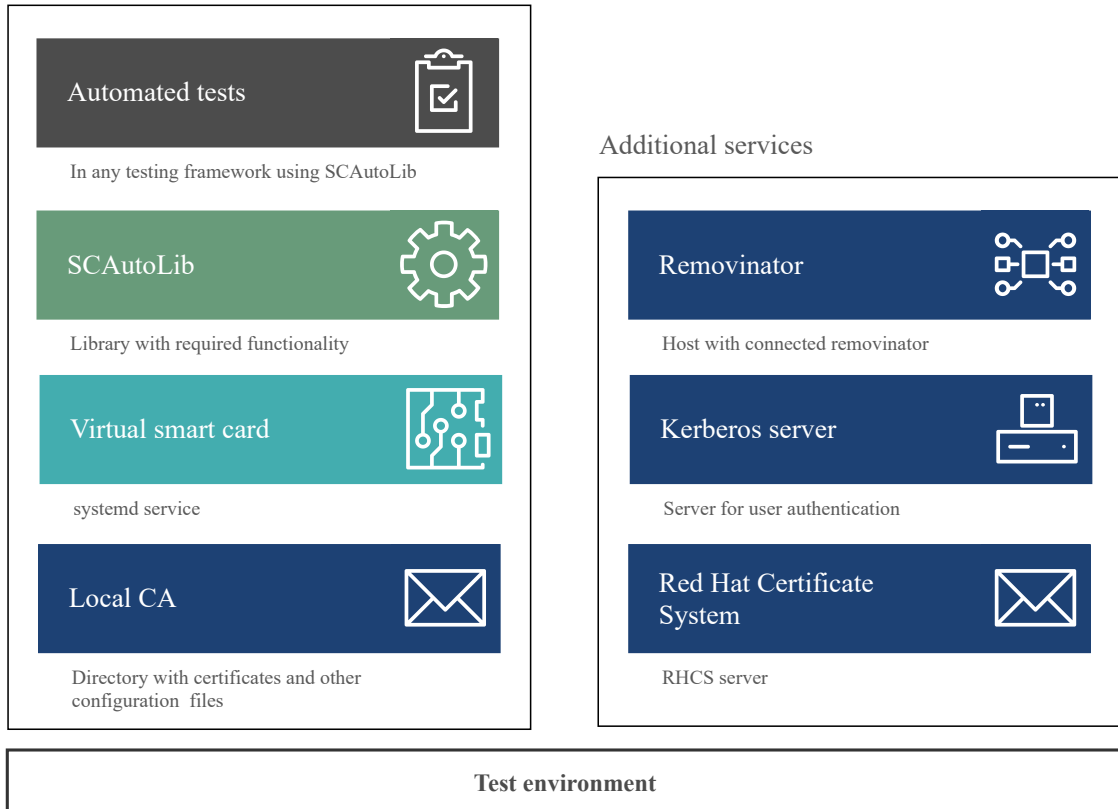 Automated tests
In any testing framework using SCAutoLib
SCAutoLib
Library with required functionality
Virtual smart card
systemd service
Local CA
Directory with certificates and other
configuration files
Additional services
Removinator
Host with connected removinator
Kerberos server
Server for user authentication
Red Hat Certificate
System
RHCS server
Test environment